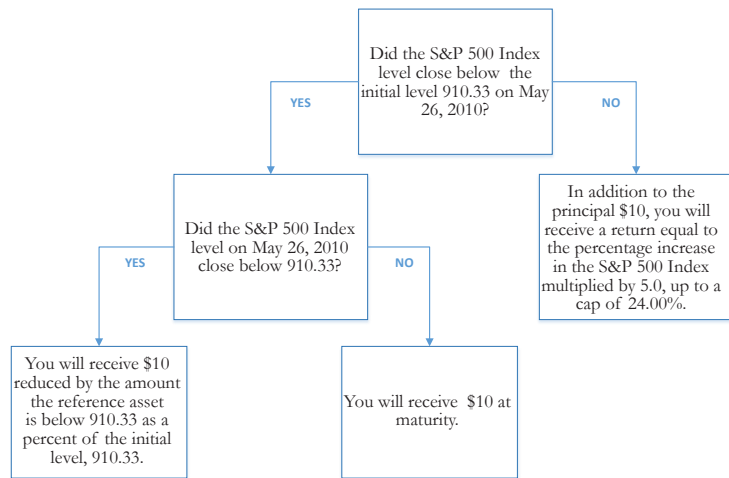 Did the S&P 500 Index
level close below the
initial level 910.33 on May
26, 2010?
YES
NO
Did the S&P 500 Index
level on May 26, 2010
close below 910.33?
In addition to the
principal $10, you will
receive a return equal to
the percentage increase
in the S&P 500 Index
multiplied by 5.0, up to a
cap of 24.00%.
YES
NO
You will receive $10
reduced by the amount
the reference asset
is below 910.33 as a
percent of the initial
level, 910.33.
You will receive $10 at
maturity.